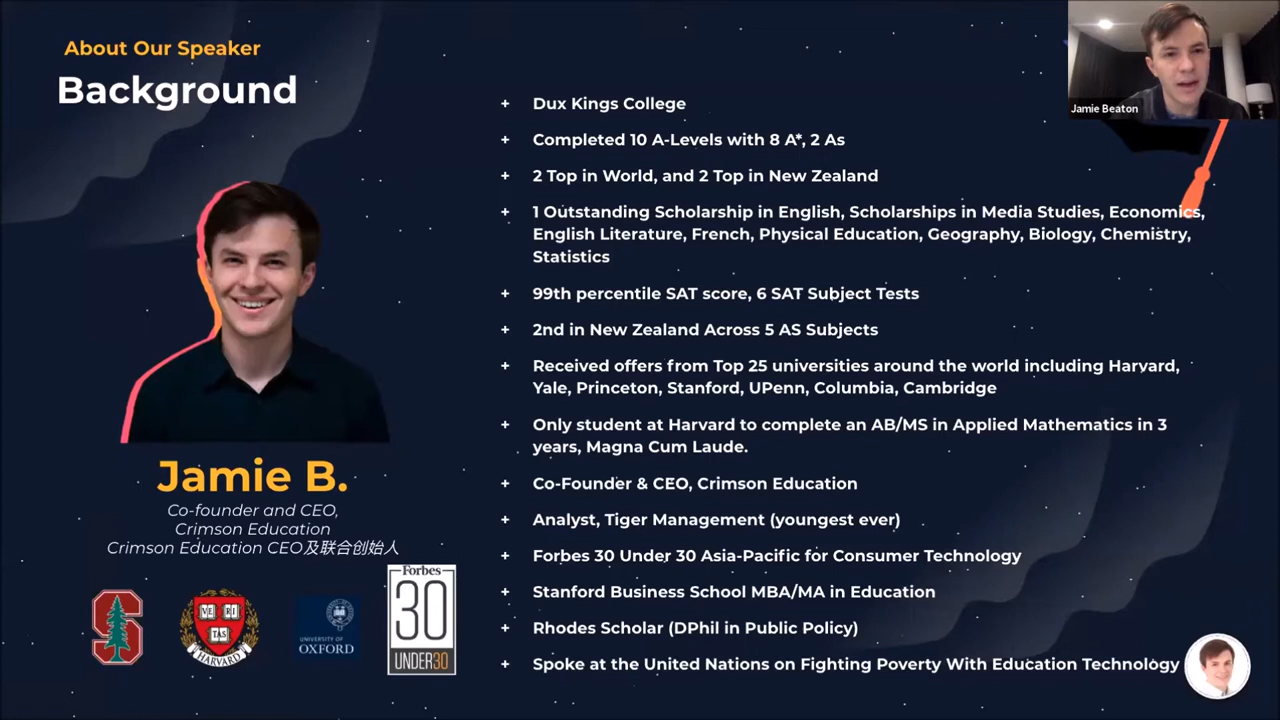 About Our Speaker
Background
Jamie Beaton
+ Dux Kings College
+ Completed 10 A-Levels with 8 A*, 2 As
+ 2 Top in World, and 2 Top in New Zealand
+ 1 Outstanding Scholarship in English, Scholarships in Media Studies, Economics,
English Literature, French, Physical Education, Geography, Biology, Chemistry,
Statistics
+ 99th percentile SAT score, 6 SAT Subject Tests
+ 2nd in New Zealand Across 5 AS Subjects
+ Received offers from Top 25 universities around the world including Harvard,
Yale, Princeton, Stanford, UPenn, Columbia, Cambridge
+ Only student at Harvard to complete an AB/MS in Applied Mathematics in 3
years, Magna Cum Laude.
+ Co-Founder & CEO, Crimson Education
+ Analyst, Tiger Management (youngest ever)
+ Forbes 30 Under 30 Asia-Pacific for Consumer Technology
+ Stanford Business School MBA/MA in Education
+ Rhodes Scholar (DPhil in Public Policy)
+ Spoke at the United Nations on Fighting Poverty With Education Technology
Jamie B.
Co-founder and CEO,
Crimson Education
Crimson Education CEO及联合创始人
S
VE RI
TAS
HARVARD
UNIVERSITY OF
OXFORD
Forbes
30
UNDER30